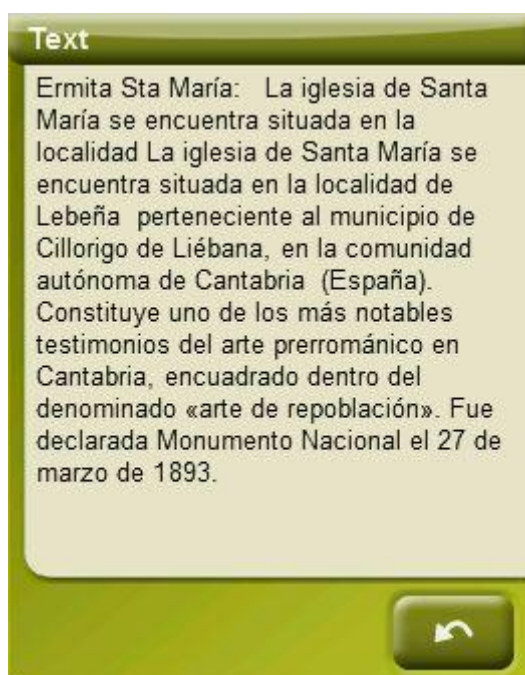 Text
Ermita Sta María:   La iglesia de Santa
María se encuentra situada en la
localidad La iglesia de Santa María se
encuentra situada en la localidad de
Lebeña  perteneciente al municipio de
Cillorigo de Liébana, en la comunidad
autónoma de Cantabria  (España).
Constituye uno de los más notables
testimonios del arte prerrománico en
Cantabria, encuadrado dentro del
denominado «arte de repoblación». Fue
declarada Monumento Nacional el 27 de
marzo de 1893.